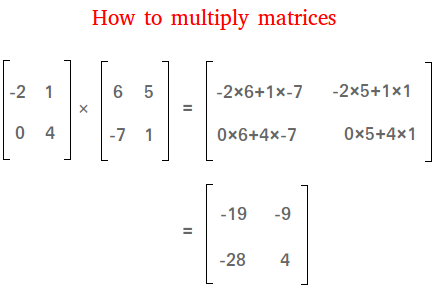 How to multiply matrices
-2 1 6 5 -2×6+1×-7 -2×5+1×1
× =
0 4 -7 1 0×6+4×-7 0×5+4×1
-19 -9
=
-28 4